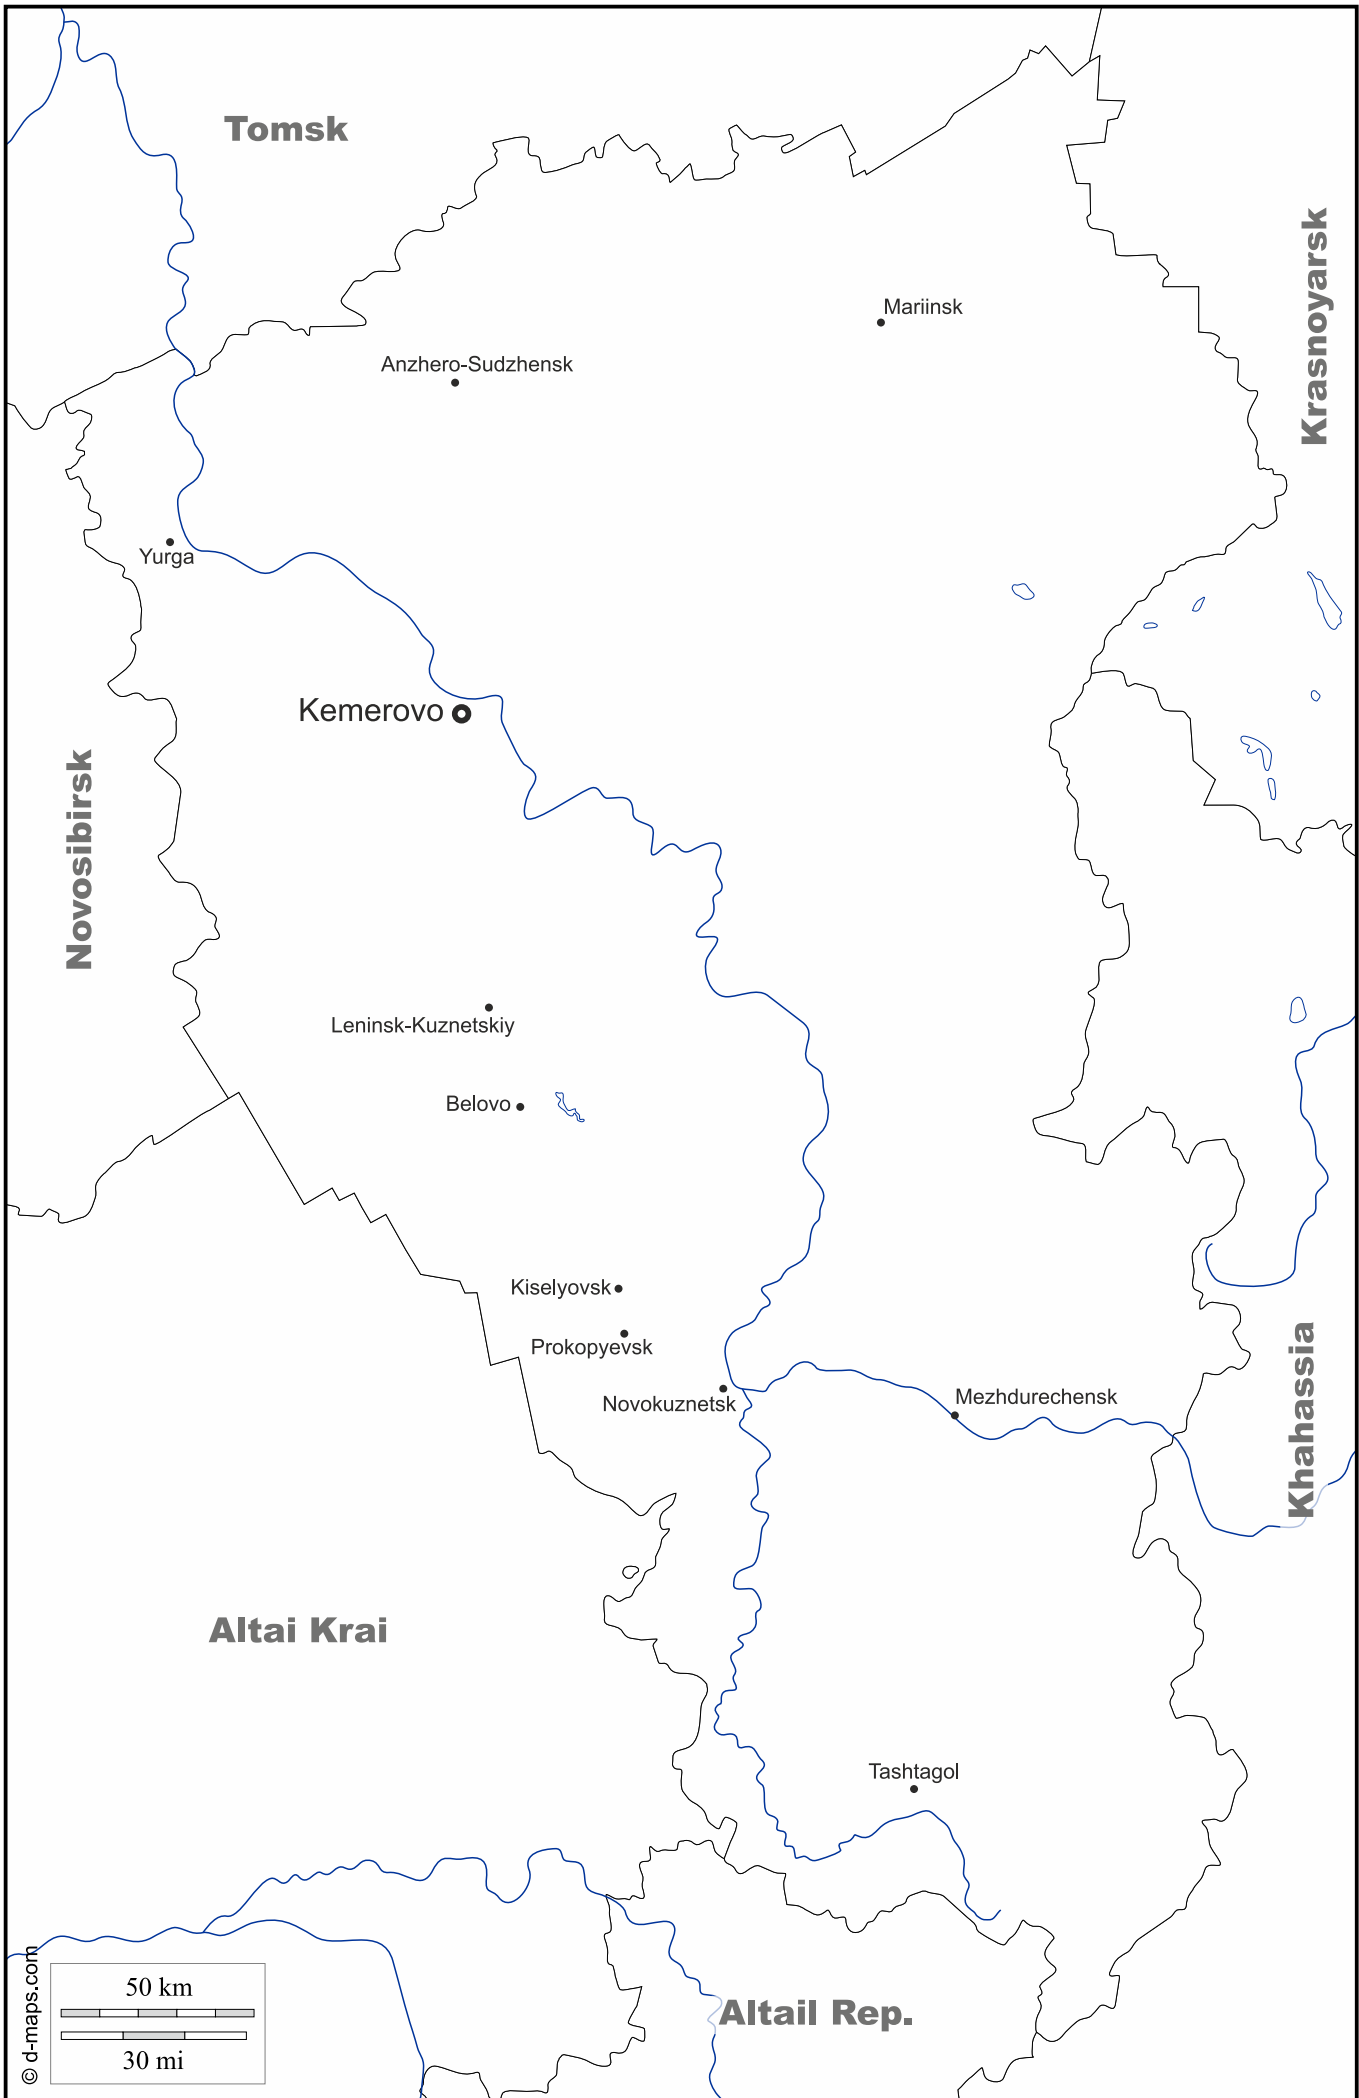 Tomsk
Krasnoyarsk
Mariinsk
Anzhero-Sudzhensk
Yurga
Kemerovo
Novosibirsk
Leninsk-Kuznetskiy
Belovo
Kiselyovsk
Prokopyevsk
Novokuznetsk
Mezhdurechensk
Khahassia
Altai Krai
Tashtagol
Altail Rep.
50 km
30 mi
© d-maps.com